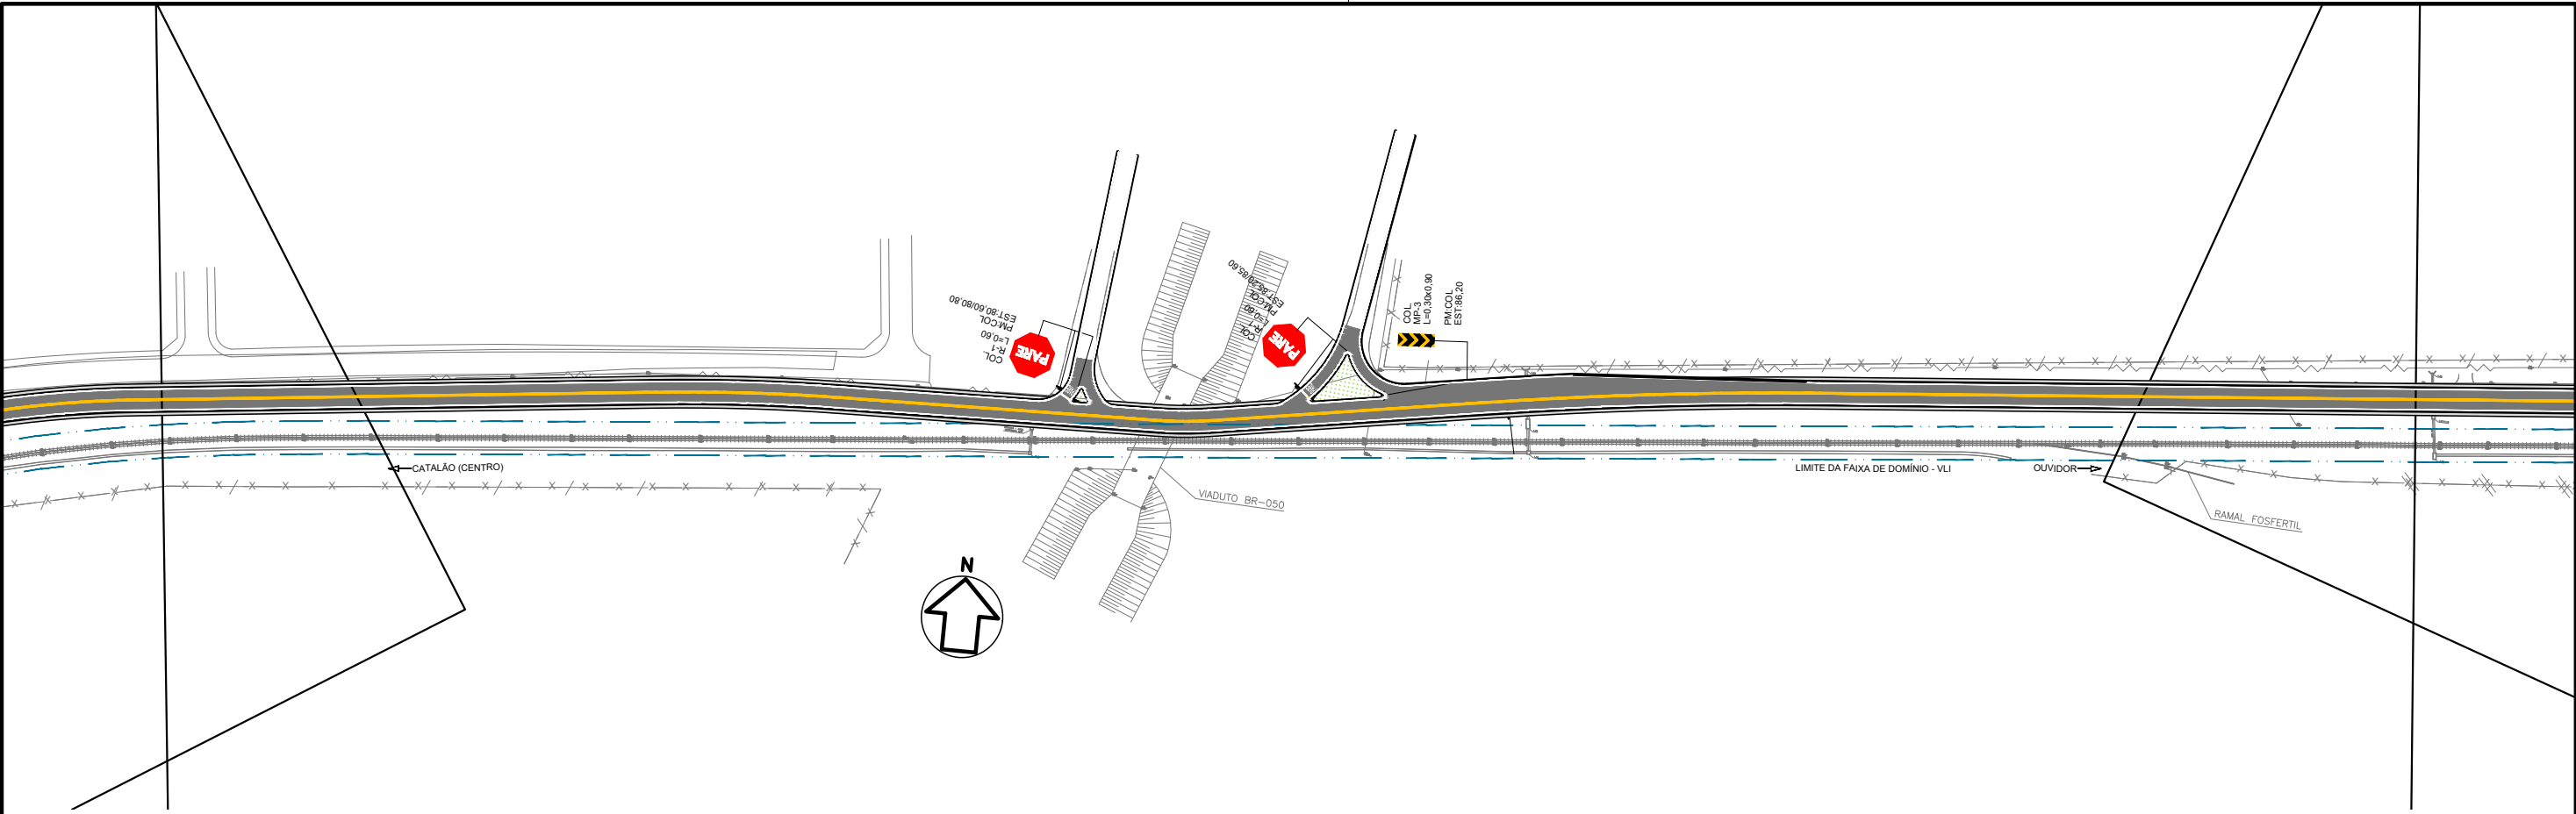 COL
R-1
L=0,60
PM:COL
EST:80,60/80,80
PARE
COL
R-1
L=0,60
PM:COL
EST:85,20/85,60
PARE
COL
MP-3
L=0,30x0,90
PM:COL
EST:86,20
CATALÃO (CENTRO)
VIADUTO BR-050
LIMITE DA FAIXA DE DOMÍNIO - VLI
OUVIDOR
RAMAL FOSFERTIL
N